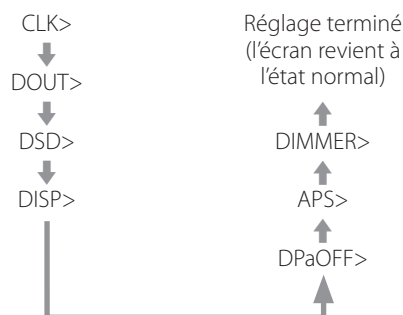 CLK>
DOUT>
DSD>
DISP>
DPaOFF>
APS>
DIMMER>
Réglage terminé
(l'écran revient à
l'état normal)